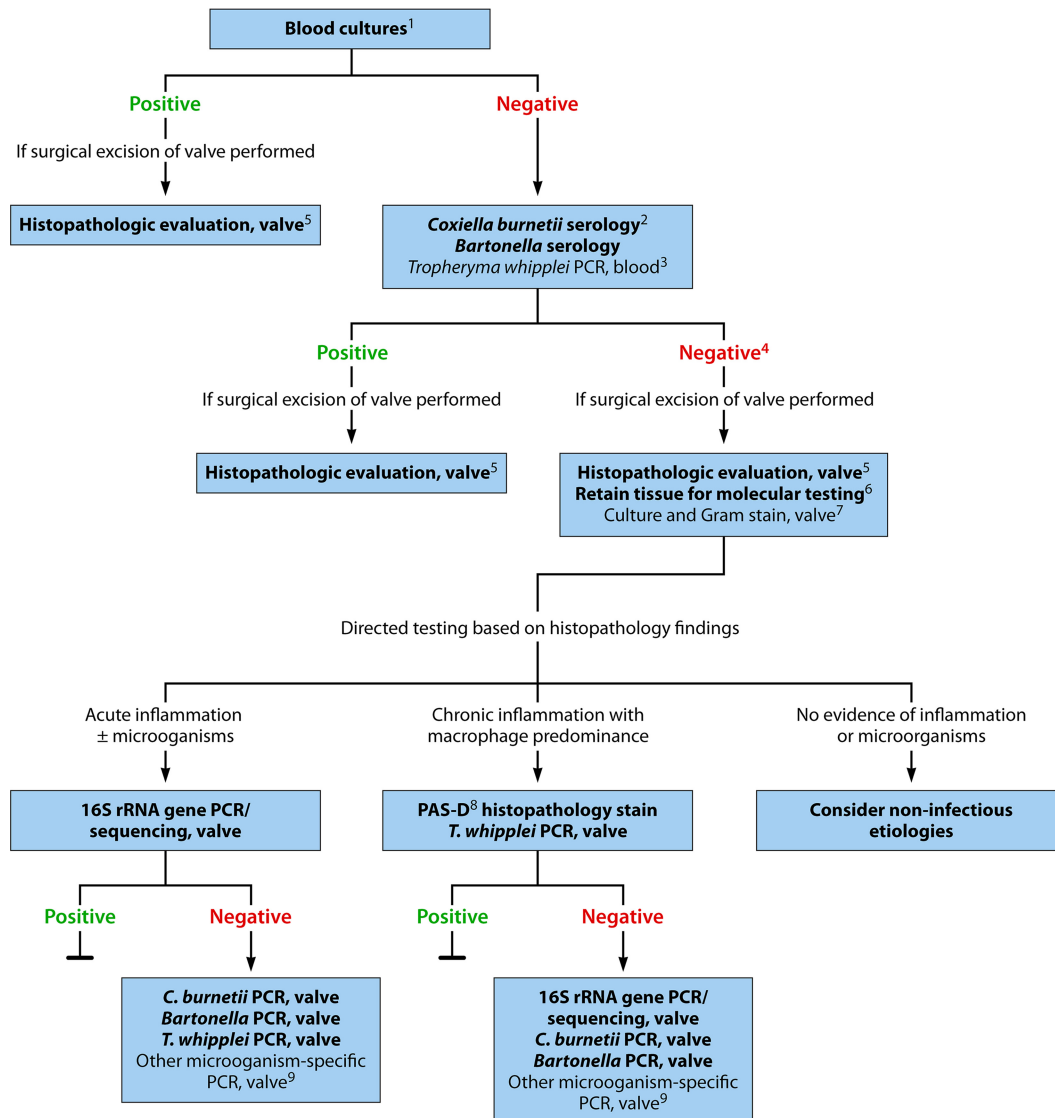 Blood cultures¹
Positive
Negative
If surgical excision of valve performed
Histopathologic evaluation, valve⁵
Coxiella burnetii serology²
Bartonella serology
Tropheryma whipplei PCR, blood³
Positive
Negative⁴
If surgical excision of valve performed
If surgical excision of valve performed
Histopathologic evaluation, valve⁵
Histopathologic evaluation, valve⁵
Retain tissue for molecular testing⁶
Culture and Gram stain, valve⁷
Directed testing based on histopathology findings
Acute inflammation
± microoganisms
Chronic inflammation with
macrophage predominance
No evidence of inflammation
or microorganisms
16S rRNA gene PCR/
sequencing, valve
PAS-D⁸ histopathology stain
T. whipplei PCR, valve
Consider non-infectious
etiologies
Positive
Negative
Positive
Negative
C. burnetii PCR, valve
Bartonella PCR, valve
T. whipplei PCR, valve
Other microoganism-specific
PCR, valve⁹
16S rRNA gene PCR/
sequencing, valve
C. burnetii PCR, valve
Bartonella PCR, valve
Other microoganism-specific
PCR, valve⁹